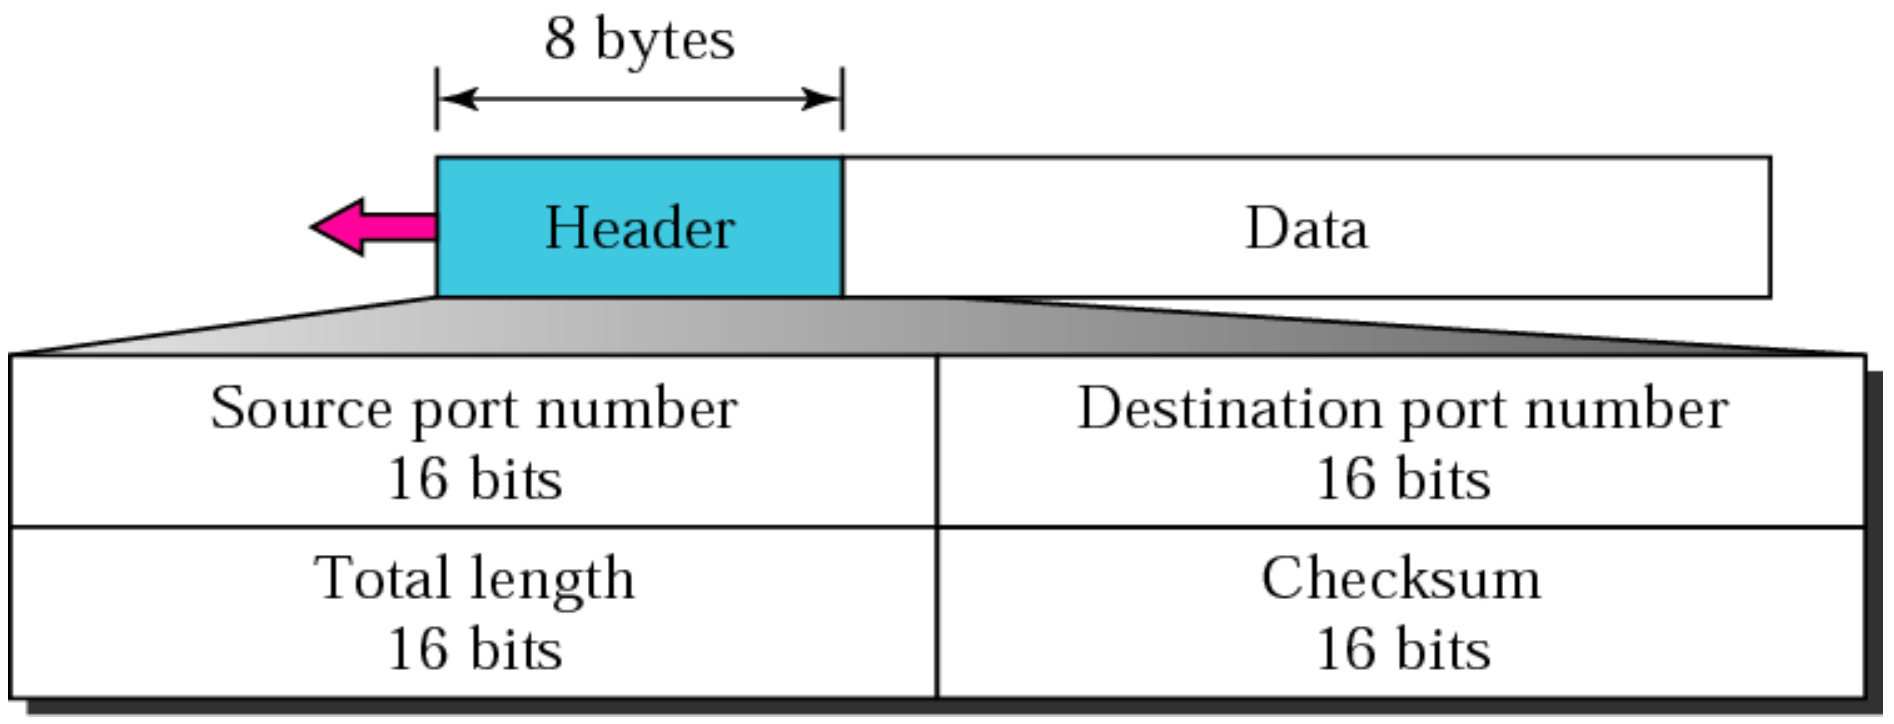 8 bytes
Header
Data
Source port number
16 bits
Destination port number
16 bits
Total length
16 bits
Checksum
16 bits